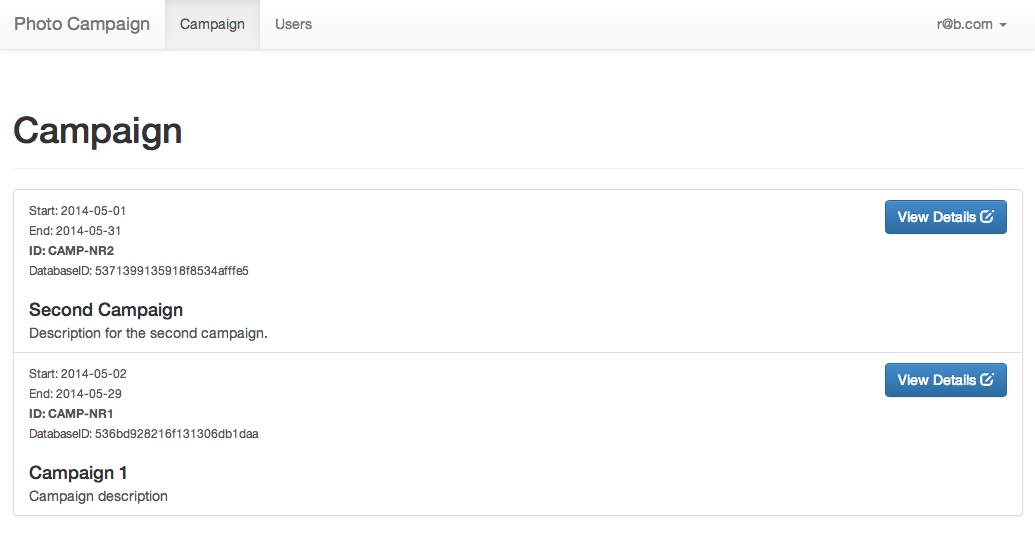 Photo Campaign Campaign Users r@b.com
Campaign
Start: 2014-05-01
View Details
End: 2014-05-31
ID: CAMP-NR2
DatabaseID: 5371399135918f8534afffe5
Second Campaign
Description for the second campaign.
Start: 2014-05-02
View Details
End: 2014-05-29
ID: CAMP-NR1
DatabaseID: 536bd928216f131306db1daa
Campaign 1
Campaign description